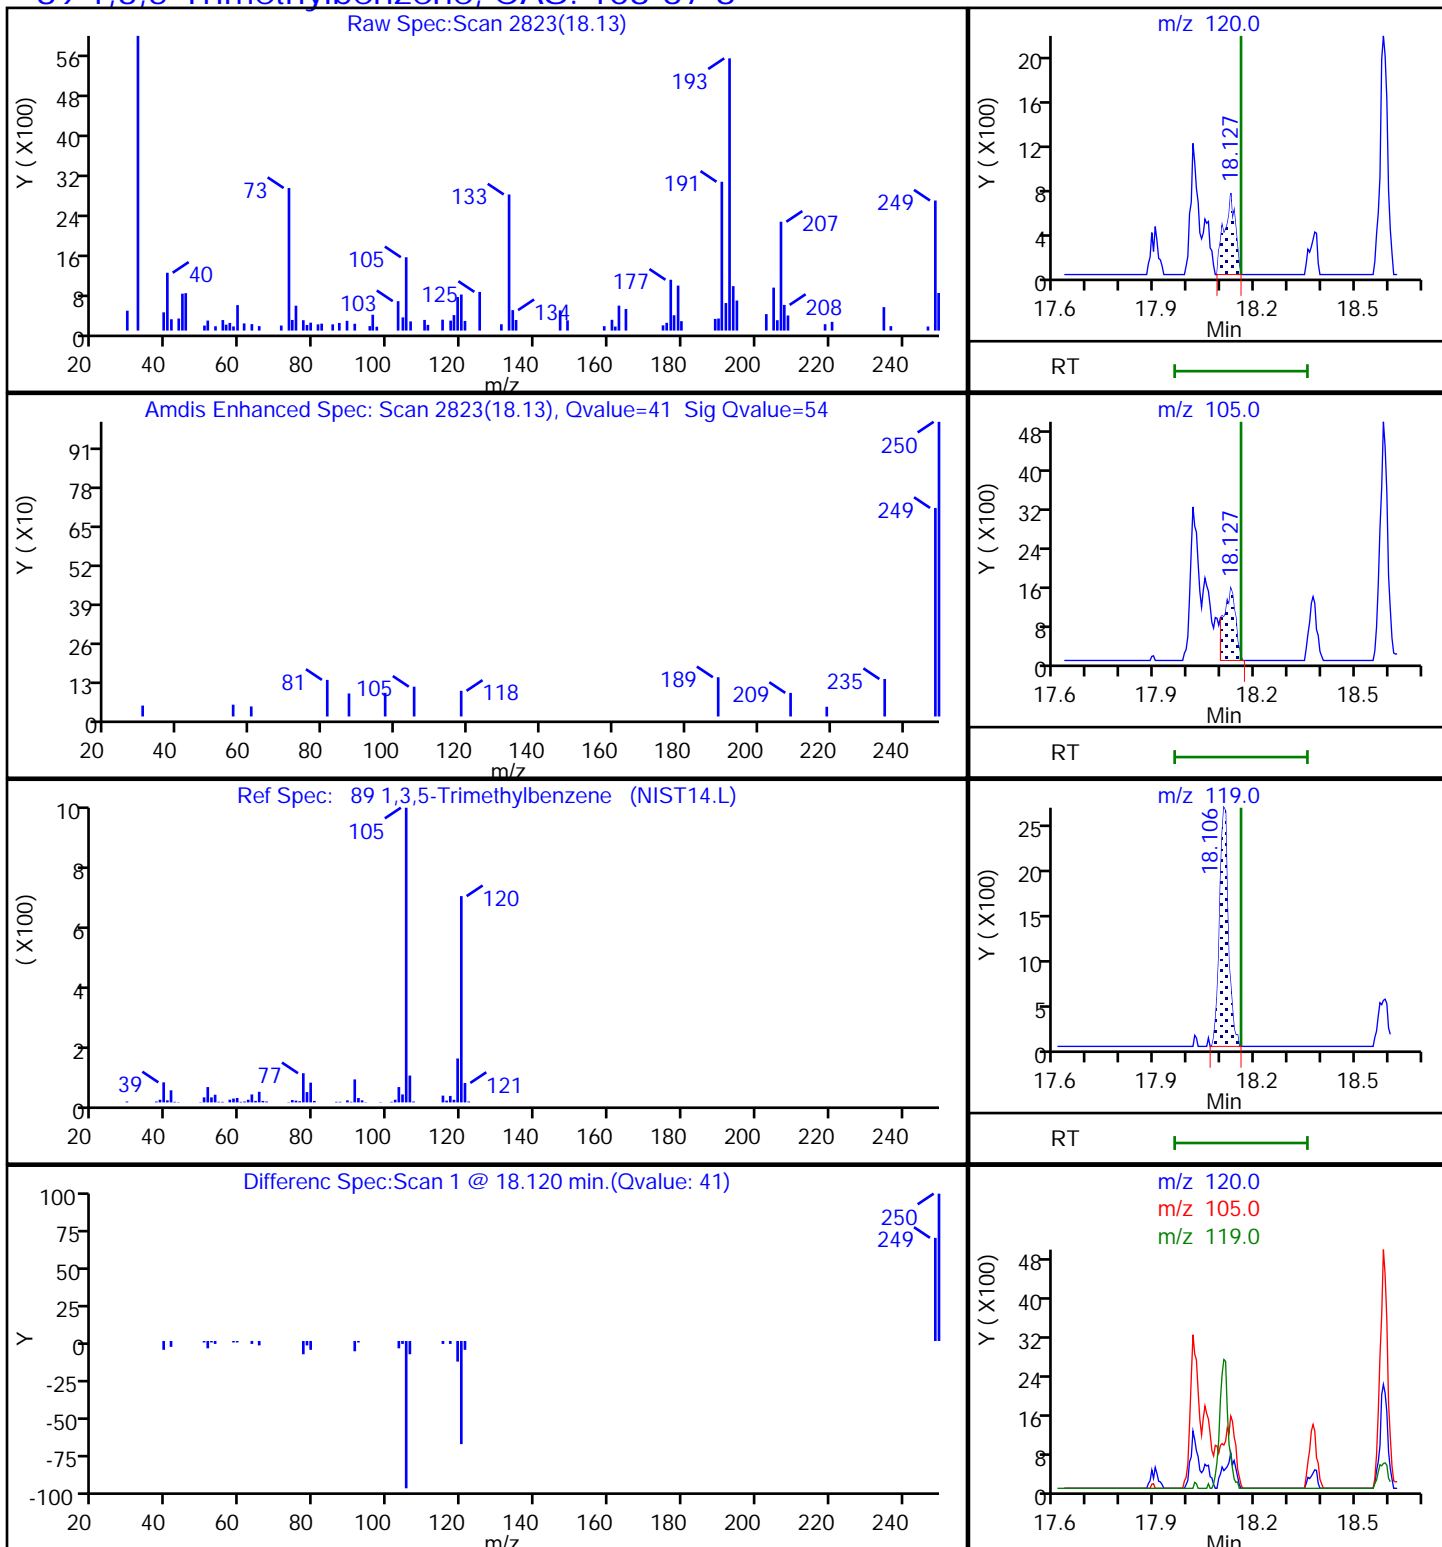 89 1,3,5-Trimethylbenzene, CAS: 108-67-8
Raw Spec:Scan 2823(18.13)
Y ( X100)
56
48
40
32
24
16
8
0
40
73
103
105
125
133
134
177
191
193
207
208
249
20 40 60 80 100 120 140 160 180 200 220 240
m/z
m/z 120.0
Y ( X100)
20
16
12
8
4
0
18.127
17.6 17.9 18.2 18.5
Min
RT
Amdis Enhanced Spec: Scan 2823(18.13), Qvalue=41 Sig Qvalue=54
Y ( X10)
91
78
65
52
39
26
13
0
81
105
118
189
209
235
250
249
20 40 60 80 100 120 140 160 180 200 220 240
m/z
m/z 105.0
Y ( X100)
48
40
32
24
16
8
0
18.127
17.6 17.9 18.2 18.5
Min
RT
Ref Spec: 89 1,3,5-Trimethylbenzene (NIST14.L)
( X100)
10
8
6
4
2
0
39
77
105
120
121
20 40 60 80 100 120 140 160 180 200 220 240
m/z
m/z 119.0
Y ( X100)
25
20
15
10
5
0
18.106
17.6 17.9 18.2 18.5
Min
RT
Differenc Spec:Scan 1 @ 18.120 min.(Qvalue: 41)
Y
100
75
50
25
0
-25
-50
-75
-100
250
249
20 40 60 80 100 120 140 160 180 200 220 240
m/z
m/z 120.0
m/z 105.0
m/z 119.0
Y ( X100)
48
40
32
24
16
8
0
17.6 17.9 18.2 18.5
Min